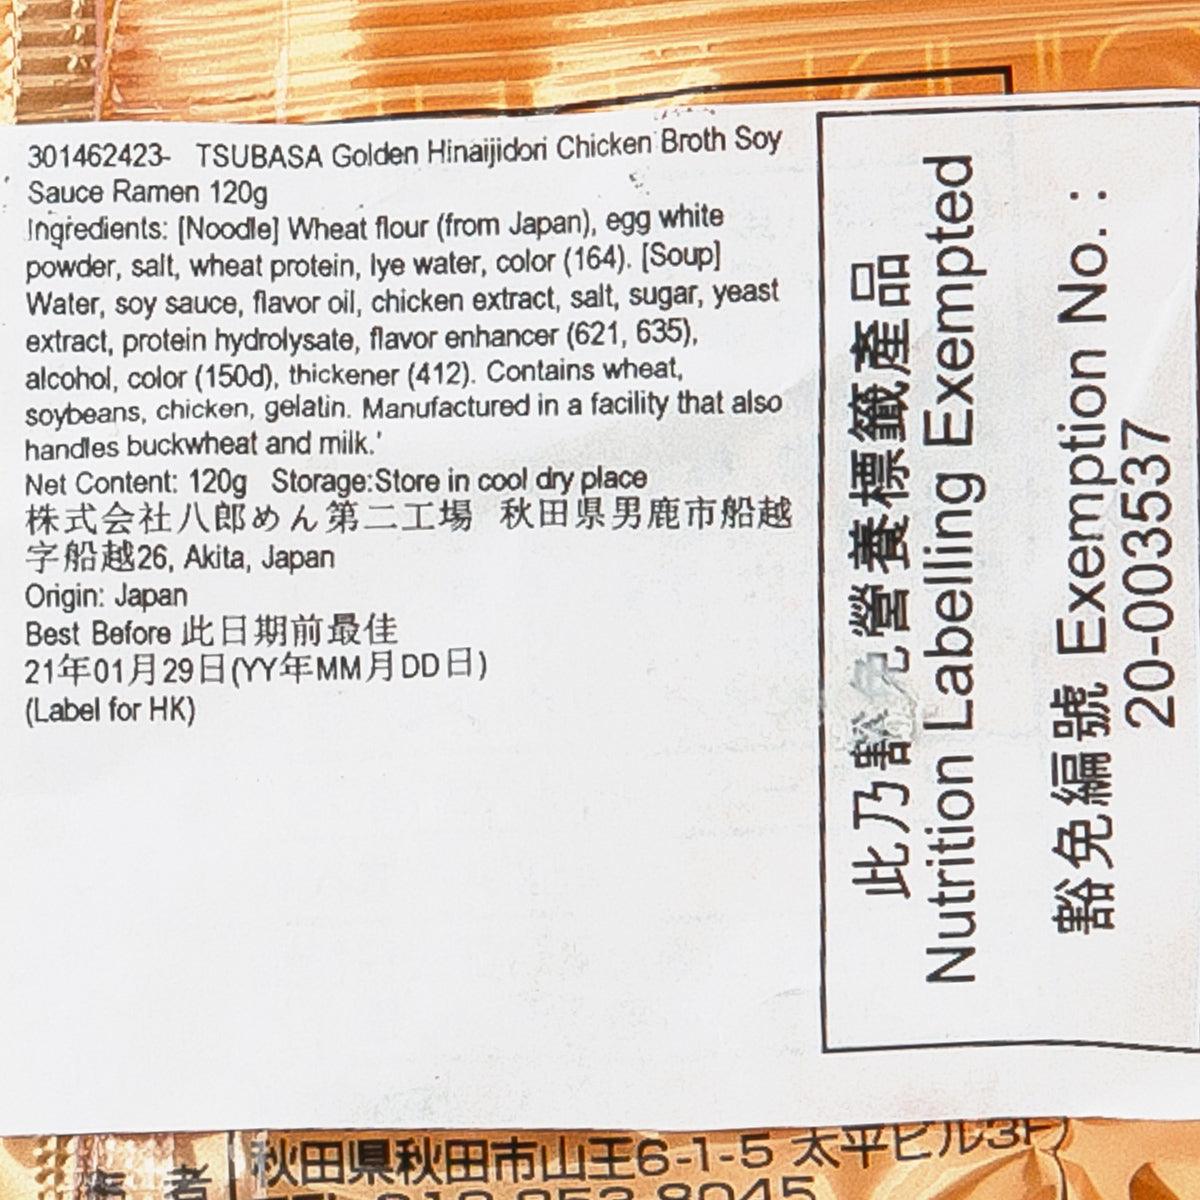 301462423- TSUBASA Golden Hinaijidori Chicken Broth Soy
Sauce Ramen 120g
Ingredients: [Noodle] Wheat flour (from Japan), egg white
powder, salt, wheat protein, lye water, color (164). [Soup]
Water, soy sauce, flavor oil, chicken extract, salt, sugar, yeast
extract, protein hydrolysate, flavor enhancer (621, 635),
alcohol, color (150d), thickener (412). Contains wheat,
soybeans, chicken, gelatin. Manufactured in a facility that also
handles buckwheat and milk.'
Net Content: 120g Storage:Store in cool dry place
株式会社八郎めん第二工場 秋田県男鹿市船越
字船越26, Akita, Japan
Origin: Japan
Best Before 此日期前最佳
21年01月29日(YY年MM月DD日)
(Label for HK)
此乃豁免營養標籤產品
Nutrition Labelling Exempted
豁免編號 Exemption No. :
20-003537
者 秋田県秋田市山王6-1-5 太平ビル3F)